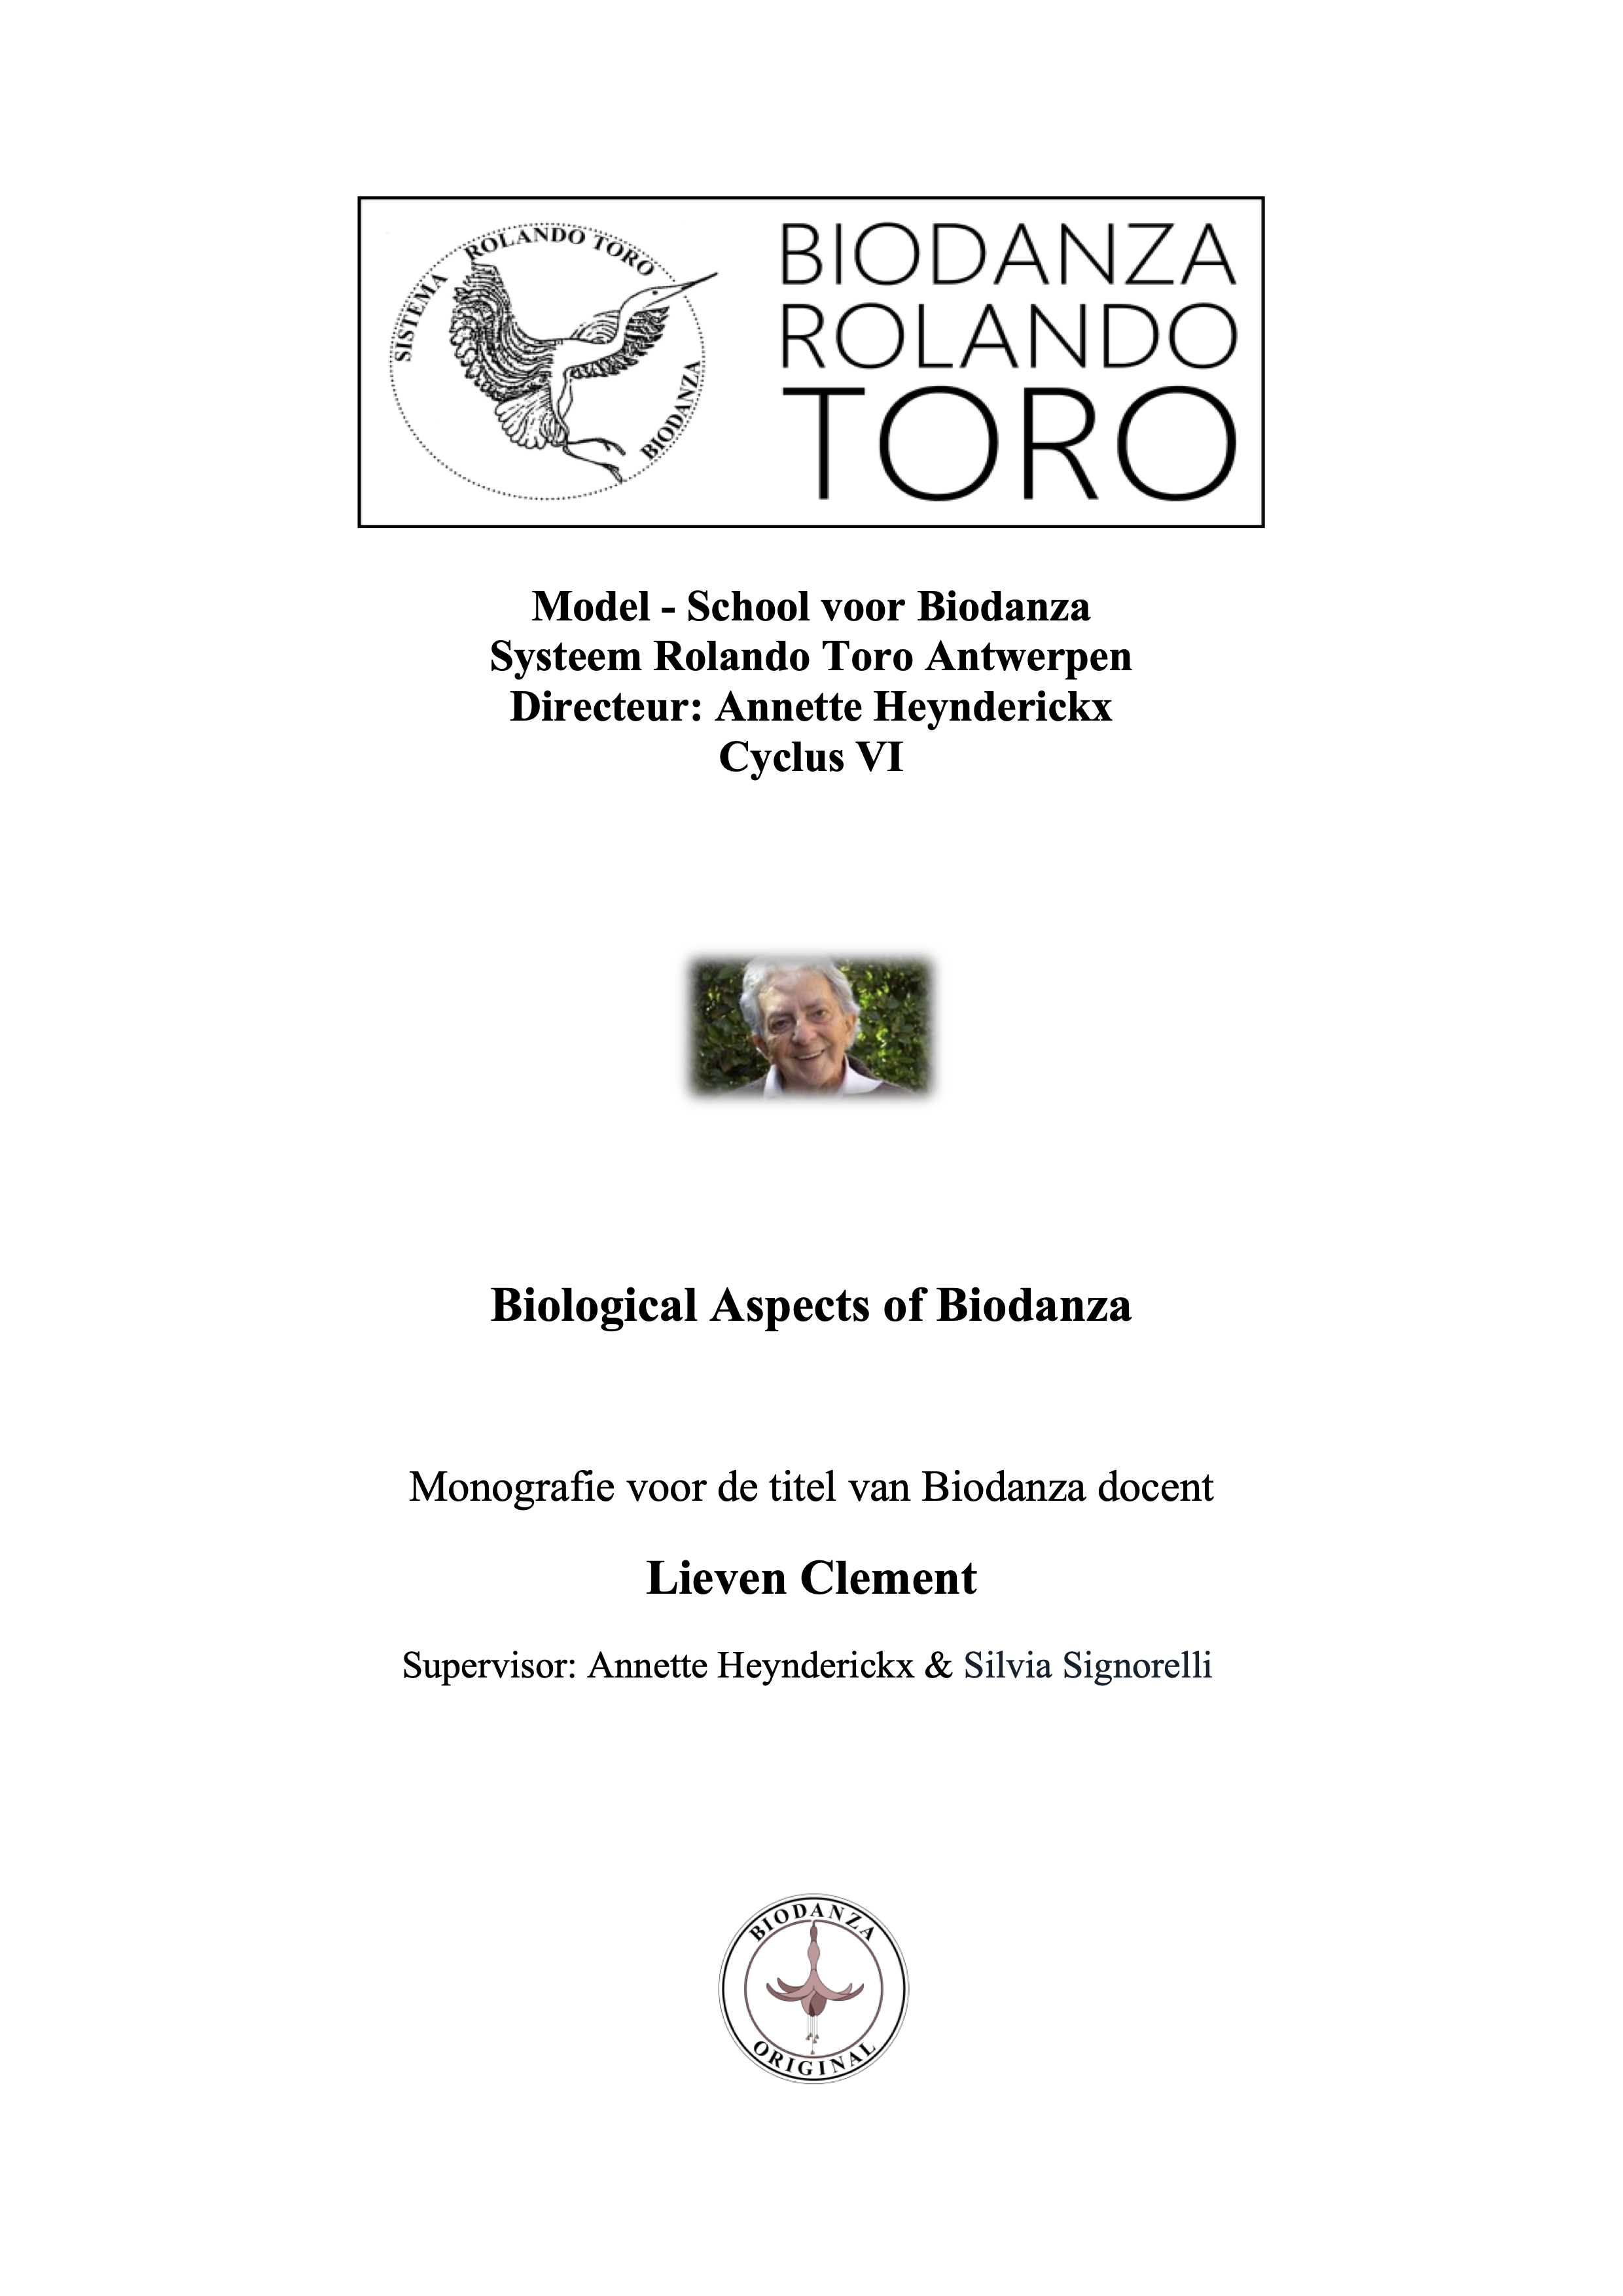 SISTEMA ROLANDO TORO BIODANZA
BIODANZA
ROLANDO
TORO
Model - School voor Biodanza
Systeem Rolando Toro Antwerpen
Directeur: Annette Heynderickx
Cyclus VI
Biological Aspects of Biodanza
Monografie voor de titel van Biodanza docent
Lieven Clement
Supervisor: Annette Heynderickx & Silvia Signorelli
BIODANZA
ORIGINAL